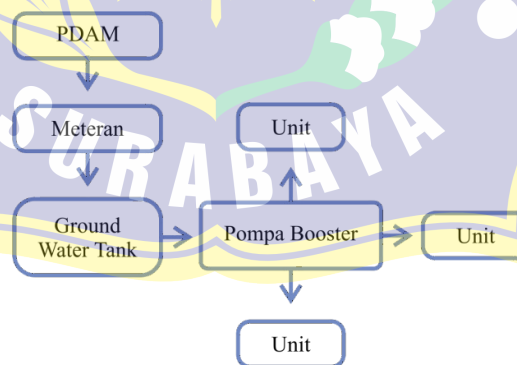 PDAM
Meteran
Unit
SURABAYA
Ground
Water Tank
Pompa Booster
Unit
Unit